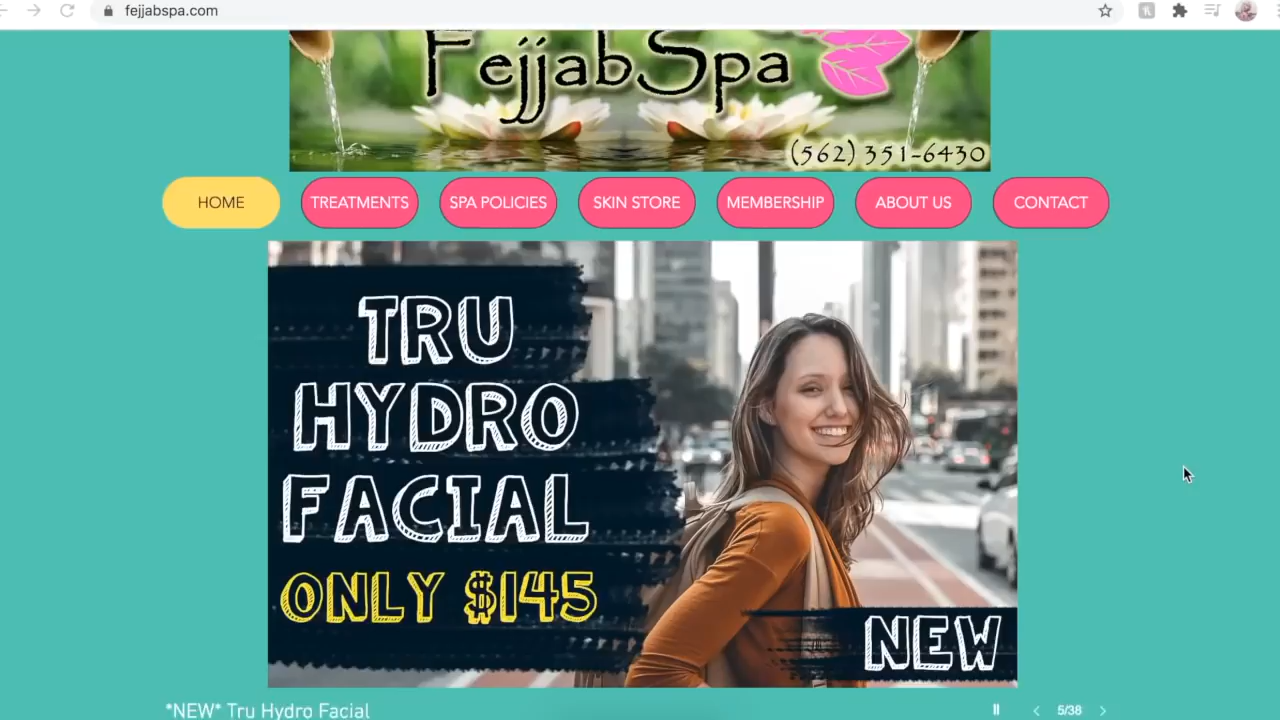 fejjabspa.com
FejjabSpa
(562) 351-6430
HOME
TREATMENTS
SPA POLICIES
SKIN STORE
MEMBERSHIP
ABOUT US
CONTACT
TRU
HYDRO
FACIAL
ONLY $145
NEW
*NEW* Tru Hydro Facial
5/38